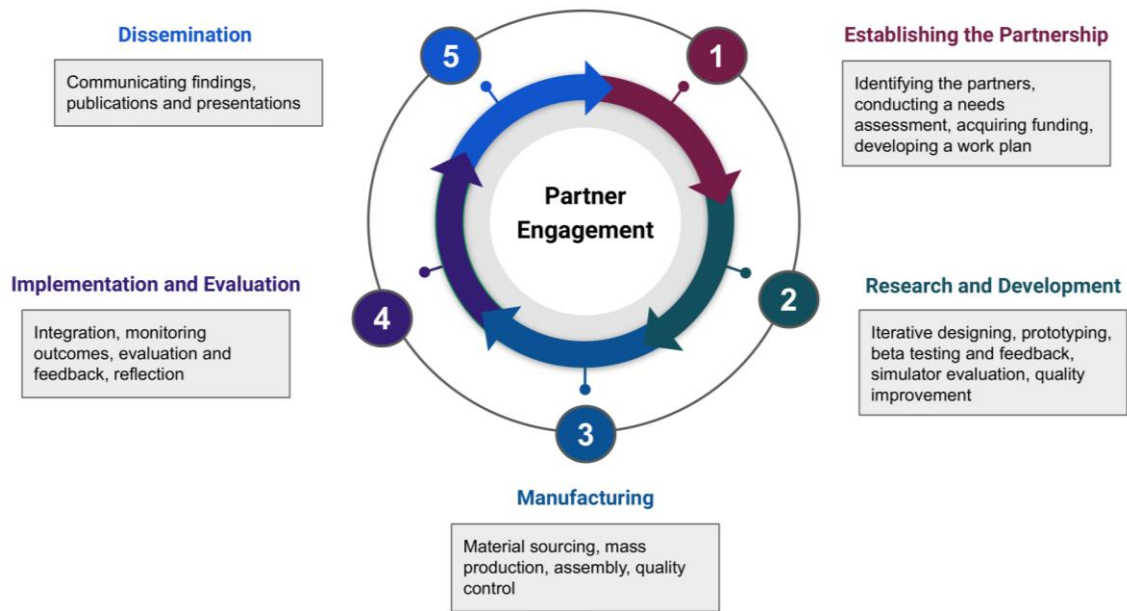 Partner
Engagement
1
Establishing the Partnership
Identifying the partners,
conducting a needs
assessment, acquiring funding,
developing a work plan
2
Research and Development
Iterative designing, prototyping,
beta testing and feedback,
simulator evaluation, quality
improvement
3
Manufacturing
Material sourcing, mass
production, assembly, quality
control
4
Implementation and Evaluation
Integration, monitoring
outcomes, evaluation and
feedback, reflection
5
Dissemination
Communicating findings,
publications and presentations